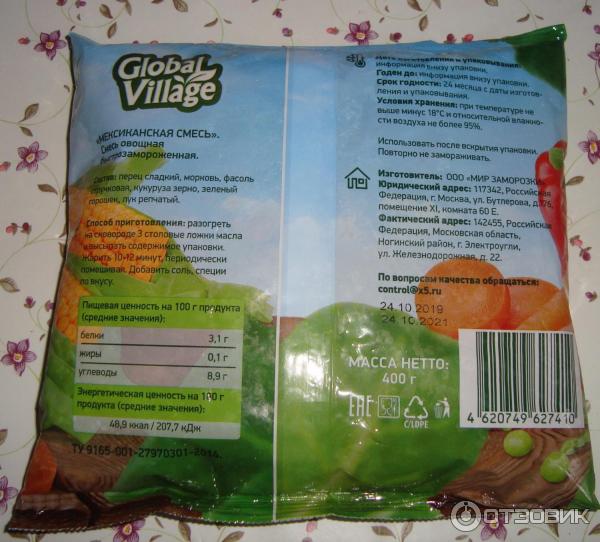 Global
Village
«МЕКСИКАНСКАЯ СМЕСЬ».
Смесь овощная
быстрозамороженная.
Состав: перец сладкий, морковь, фасоль
стручковая, кукуруза зерно, зеленый
горошек, лук репчатый.
Способ приготовления: разогреть
на сковороде 3 столовые ложки масла
и высыпать содержимое упаковки.
Жарить 10-12 минут, периодически
помешивая. Добавить соль, специи
по вкусу.
Пищевая ценность на 100 г продукта
(средние значения):
белки 3,1 г
жиры 0,1 г
углеводы 8,9 г
Энергетическая ценность на 100 г
продукта (средние значения):
48,9 ккал / 207,7 кДж
ТУ 9165-001-27970301-2014.
Дата изготовления и упаковывания:
информация внизу упаковки.
Годен до: информация внизу упаковки.
Срок годности: 24 месяца с даты изготов-
ления и упаковывания.
Условия хранения: при температуре не
выше минус 18°С и относительной влажно-
сти воздуха не более 95%.
Использовать после вскрытия упаковки.
Повторно не замораживать.
Изготовитель: ООО «МИР ЗАМОРОЗКИ»
Юридический адрес: 117342, Российская
Федерация, г. Москва, ул. Бутлерова, д.17Б,
помещение XI, комната 60 Е.
Фактический адрес: 142455, Российская
Федерация, Московская область,
Ногинский район, г. Электроугли,
ул. Железнодорожная, д. 22.
По вопросам качества обращаться:
control@x5.ru
24.10.2019
24.10.2021
МАССА НЕТТО:
400 г
EAC
C/LDPE
4 620749 627410
ОТЗОВИК